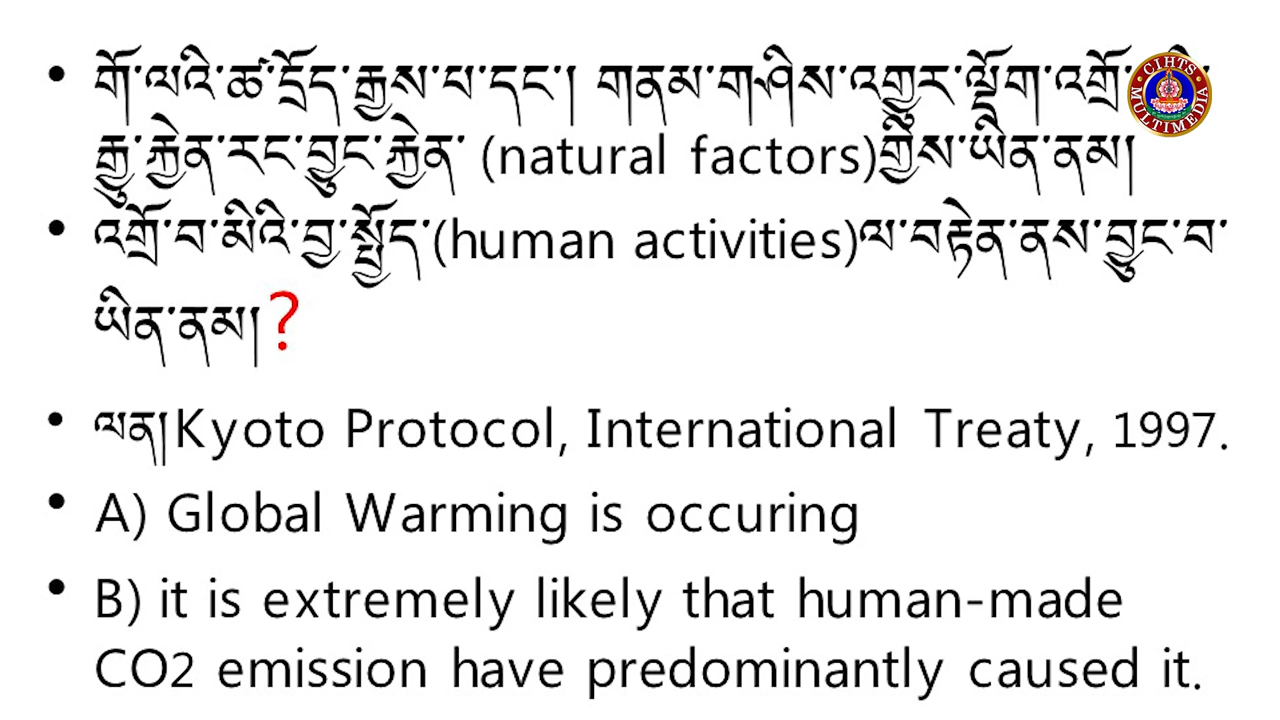 • གོ་ལའི་ཚ་དྲོད་རྒྱས་པ་དང་། གནམ་གཤིས་འགྱུར་ལྡོག་འགྲོ་
རྒྱུ་རྐྱེན་རང་བྱུང་རྐྱེན་ (natural factors)གྱིས་ཡིན་ནམ།
• འགྲོ་བ་མིའི་བྱ་སྤྱོད་(human activities)ལ་བརྟེན་ནས་བྱུང་བ་
ཡིན་ནམ།?
• ལན།Kyoto Protocol, International Treaty, 1997.
• A) Global Warming is occuring
• B) it is extremely likely that human-made
CO2 emission have predominantly caused it.
CIHTS
MULTIMEDIA